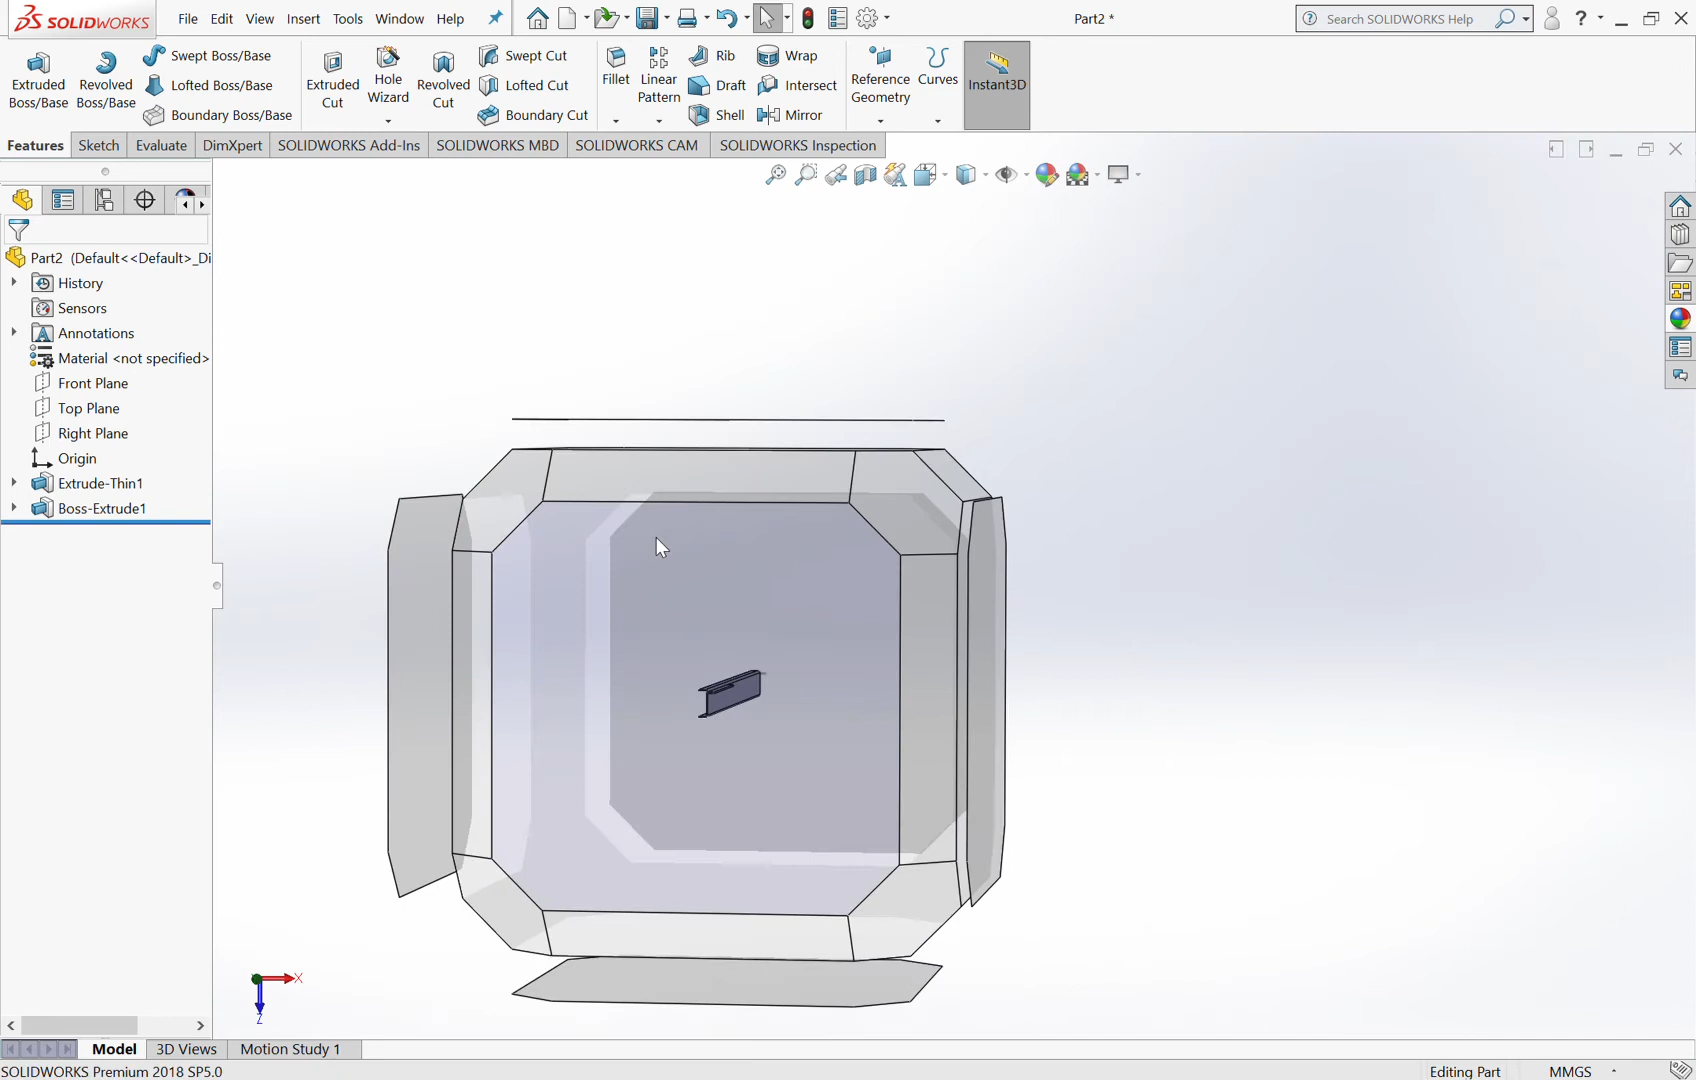 SOLIDWORKS File Edit View Insert Tools Window Help Part2 * Search SOLIDWORKS Help ?
Extruded Boss/Base
Revolved Boss/Base
Swept Boss/Base
Lofted Boss/Base
Boundary Boss/Base
Extruded Cut
Hole Wizard
Revolved Cut
Swept Cut
Lofted Cut
Boundary Cut
Fillet
Linear Pattern
Rib
Draft
Shell
Wrap
Intersect
Mirror
Reference Geometry
Curves
Instant3D
Features Sketch Evaluate DimXpert SOLIDWORKS Add-Ins SOLIDWORKS MBD SOLIDWORKS CAM SOLIDWORKS Inspection
Part2 (Default<<Default>_Di
History
Sensors
Annotations
Material <not specified>
Front Plane
Top Plane
Right Plane
Origin
Extrude-Thin1
Boss-Extrude1
X
Z
Model 3D Views Motion Study 1
SOLIDWORKS Premium 2018 SP5.0 Editing Part MMGS